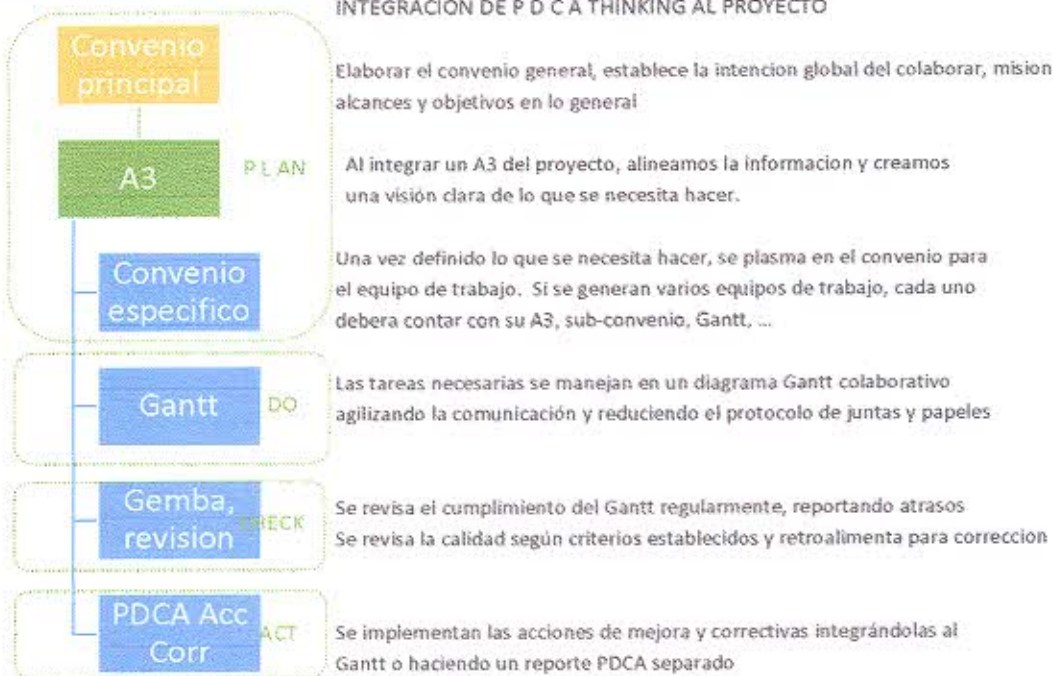 INTEGRACION DE P D C A THINKING AL PROYECTO
Convenio
principal
Elaborar el convenio general, establece la intencion global del colaborar, mision
alcances y objetivos en lo general
A3
PLAN
Al integrar un A3 del proyecto, alineamos la informacion y creamos
una visión clara de lo que se necesita hacer.
Convenio
especifico
Una vez definido lo que se necesita hacer, se plasma en el convenio para
el equipo de trabajo. Si se generan varios equipos de trabajo, cada uno
debera contar con su A3, sub-convenio, Gantt, ...
Gantt
DO
Las tareas necesarias se manejan en un diagrama Gantt colaborativo
agilizando la comunicación y reduciendo el protocolo de juntas y papeles
Gemba,
revision
CHECK
Se revisa el cumplimiento del Gantt regularmente, reportando atrasos
Se revisa la calidad según criterios establecidos y retroalimenta para correccion
PDCA Acc
Corr
ACT
Se implementan las acciones de mejora y correctivas integrándolas al
Gantt o haciendo un reporte PDCA separado